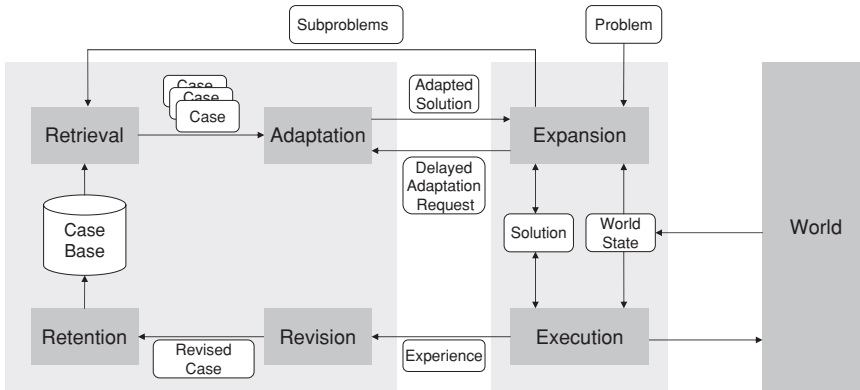 Subproblems
Problem
Case
Case
Case
Adapted
Solution
Retrieval
Adaptation
Expansion
Delayed
Adaptation
Request
Case
Base
Solution
World
State
World
Retention
Revision
Execution
Revised
Case
Experience